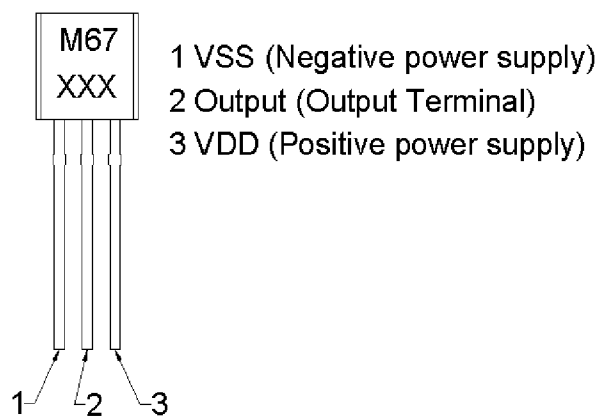 M67
XXX
1 VSS (Negative power supply)
2 Output (Output Terminal)
3 VDD (Positive power supply)
1 2 3